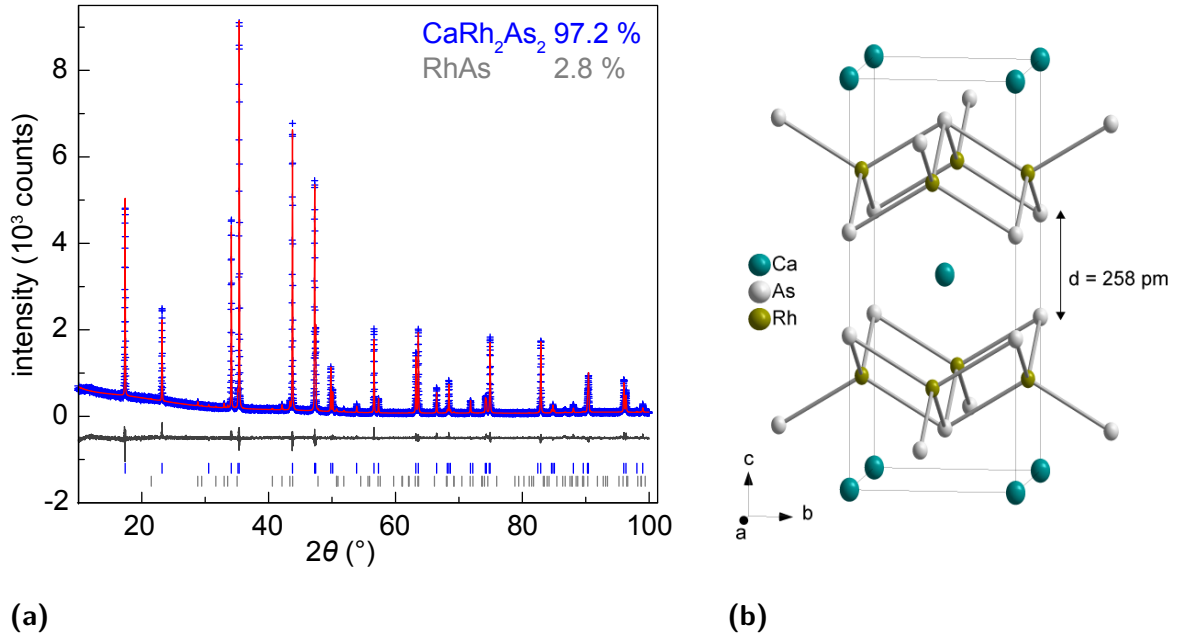 CaRh₂As₂ 97.2 %
RhAs 2.8 %
intensity (10³ counts)
8
6
4
2
0
-2
20
40
60
80
100
2θ (°)
(a)
Ca
As
Rh
d = 258 pm
c
b
a
(b)